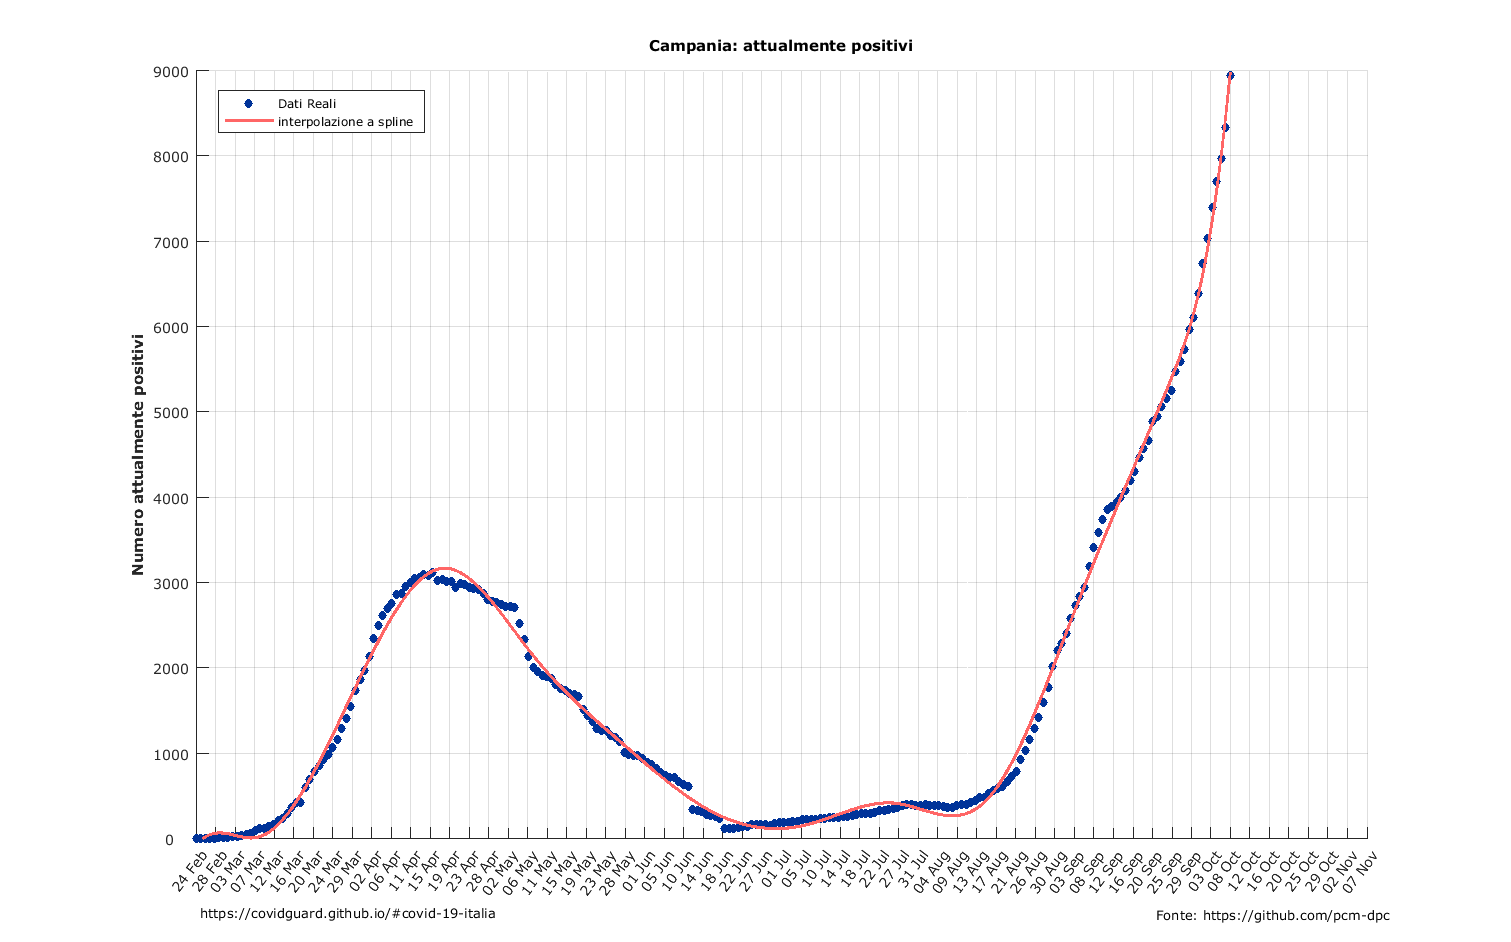 Campania: attualmente positivi
9000
8000
7000
6000
5000
4000
3000
2000
1000
0
Numero attualmente positivi
Dati Reali
interpolazione a spline
24 Feb
28 Feb
03 Mar
07 Mar
12 Mar
16 Mar
20 Mar
24 Mar
29 Mar
02 Apr
06 Apr
11 Apr
15 Apr
19 Apr
23 Apr
28 Apr
02 May
06 May
11 May
15 May
19 May
23 May
28 May
01 Jun
05 Jun
10 Jun
14 Jun
18 Jun
22 Jun
27 Jun
01 Jul
05 Jul
10 Jul
14 Jul
18 Jul
22 Jul
27 Jul
31 Jul
04 Aug
09 Aug
13 Aug
17 Aug
21 Aug
26 Aug
30 Aug
03 Sep
08 Sep
12 Sep
16 Sep
20 Sep
25 Sep
29 Sep
03 Oct
08 Oct
12 Oct
16 Oct
20 Oct
25 Oct
29 Oct
02 Nov
07 Nov
https://covidguard.github.io/#covid-19-italia
Fonte: https://github.com/pcm-dpc